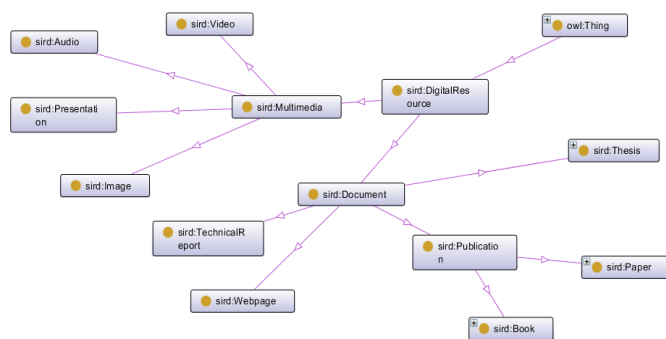 sird:Video
owl:Thing
sird:Audio
sird:DigitalRes
ource
sird:Multimedia
sird:Presentati
on
sird:Thesis
sird:Image
sird:Document
sird:TechnicalR
eport
sird:Publicatio
n
sird:Paper
sird:Webpage
sird:Book